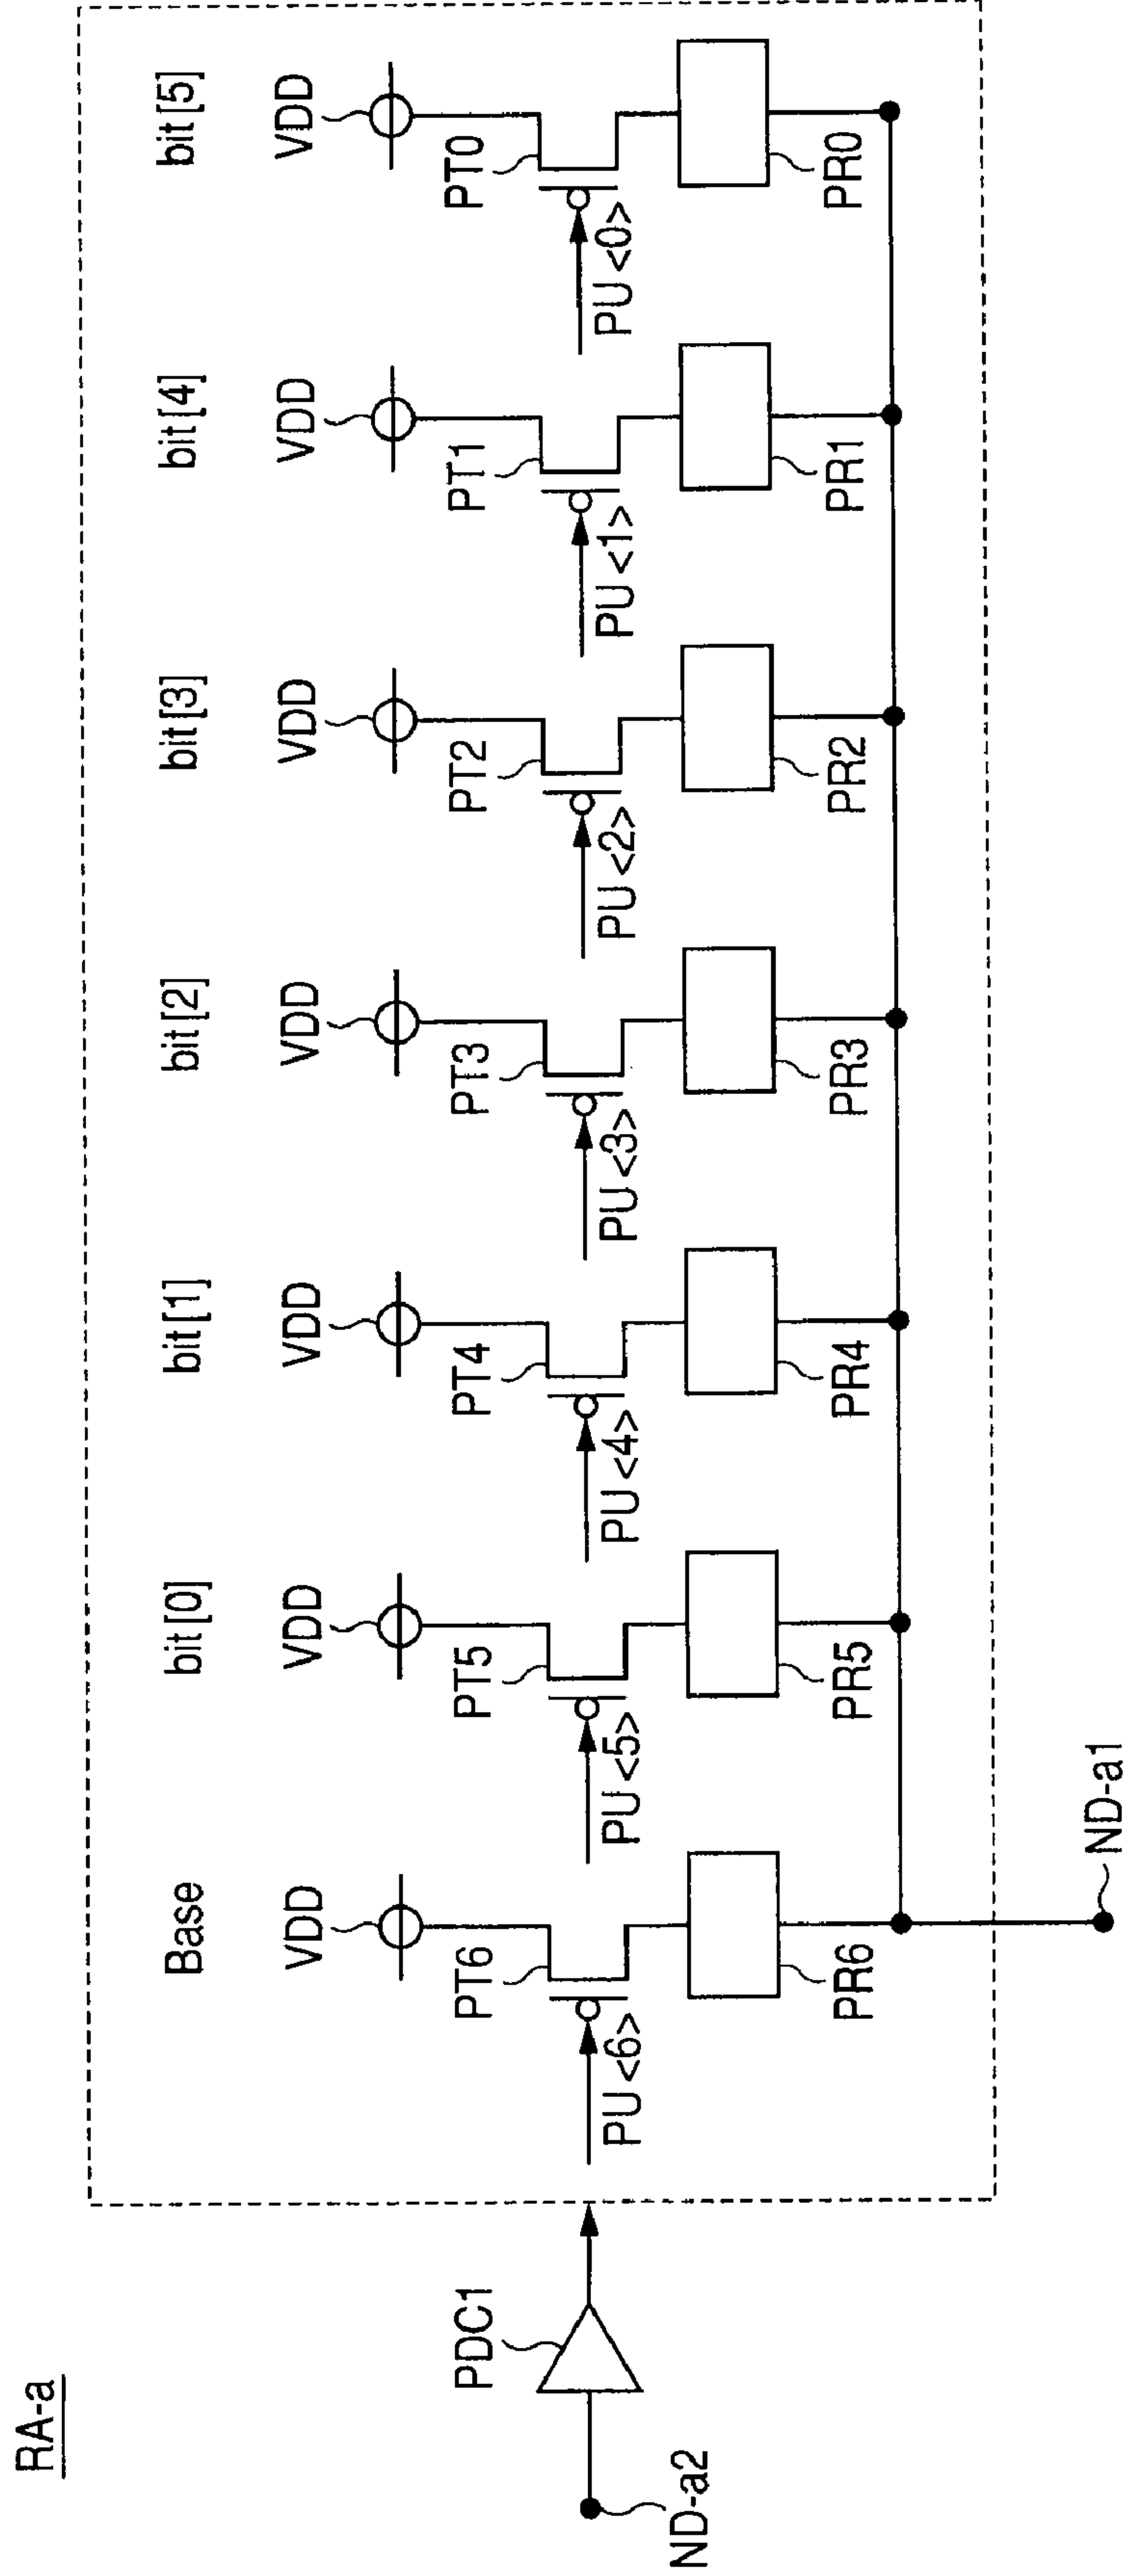 RA-a
Base bit[0] bit[1] bit[2] bit[3] bit[4] bit[5]
VDD VDD VDD VDD VDD VDD VDD
PDC1 PT6 PT5 PT4 PT3 PT2 PT1 PT0
PU<6> PU<5> PU<4> PU<3> PU<2> PU<1> PU<0>
ND-a2
PR6 PR5 PR4 PR3 PR2 PR1 PR0
ND-a1